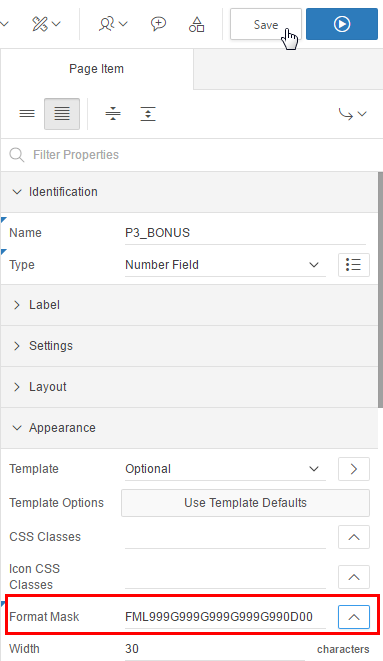 Save
Page Item
Filter Properties
Identification
Name P3_BONUS
Type Number Field
Label
Settings
Layout
Appearance
Template Optional
Template Options Use Template Defaults
CSS Classes
Icon CSS
Classes
Format Mask FML999G999G999G999G990D00
Width 30 characters